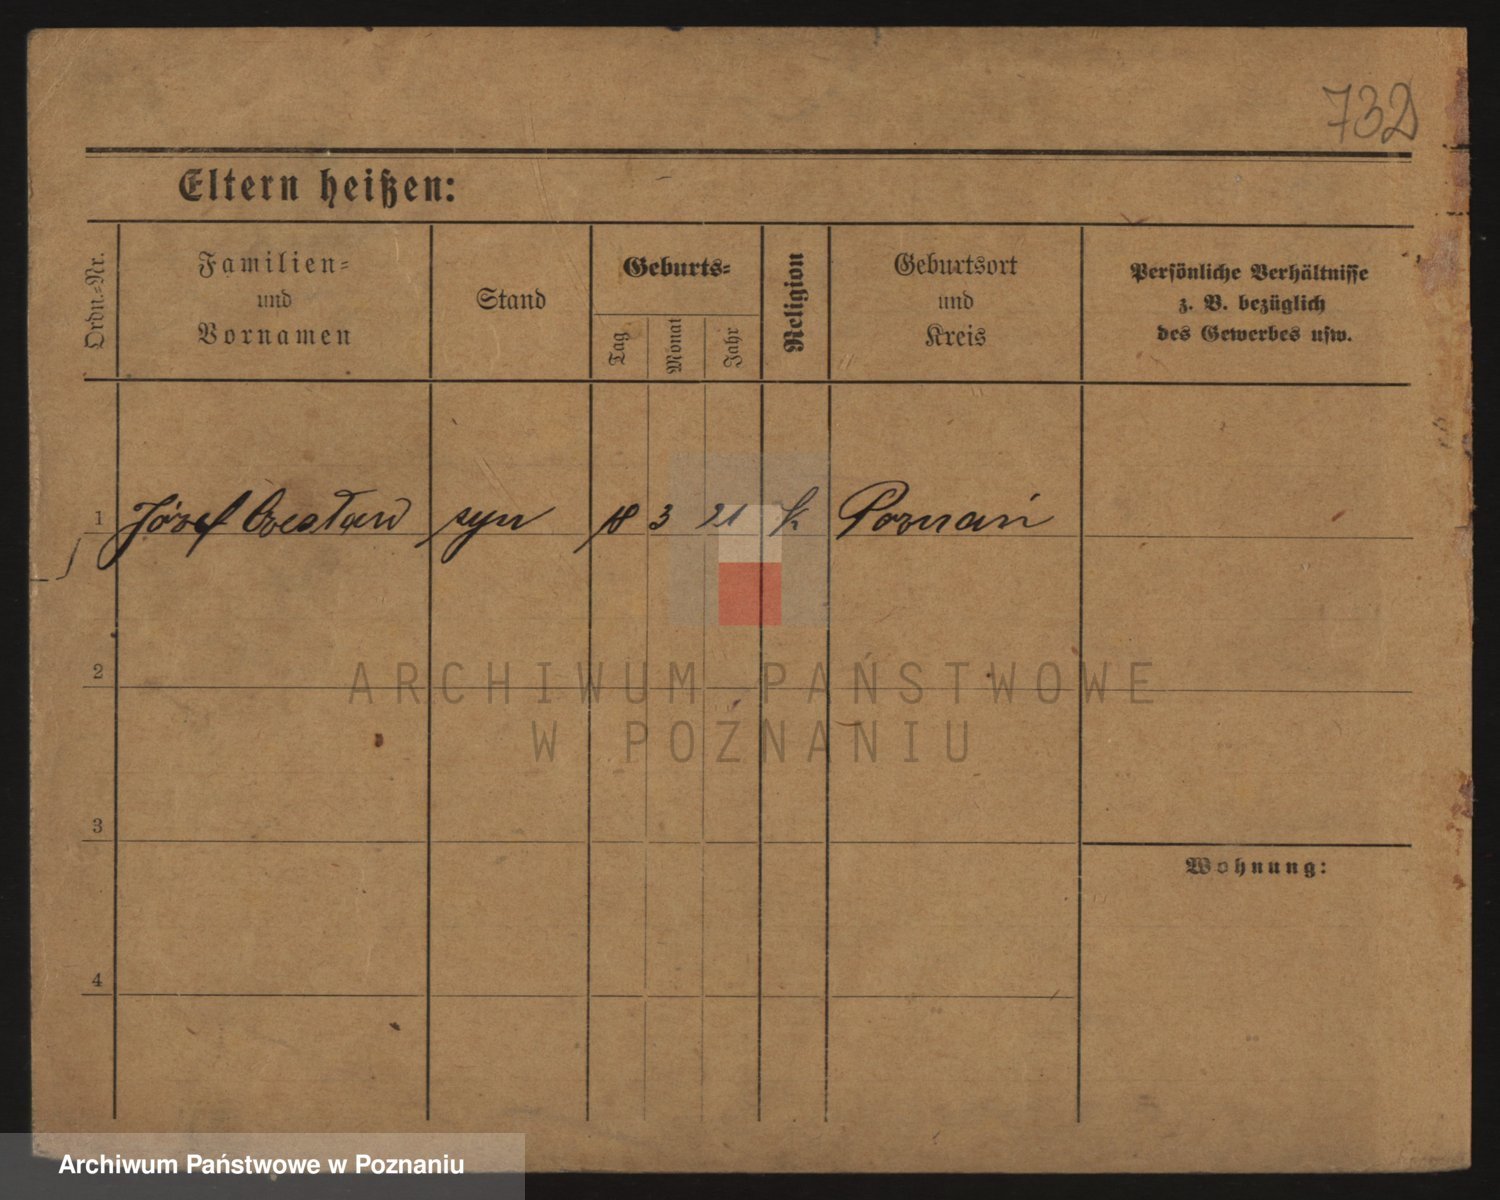 732
Eltern heißen:
Ordn.-Nr.
Familien-
und
Vornamen
Stand
Geburts-
Tag
Monat
Jahr
Religion
Geburtsort
und
Kreis
Persönliche Verhältnisse
z. B. bezüglich
des Gewerbes usw.
1 Józef Czesław syn 18 3 21 k Poznań
2
ARCHIWUM PAŃSTWOWE
W POZNANIU
3
Wohnung:
4
Archiwum Państwowe w Poznaniu